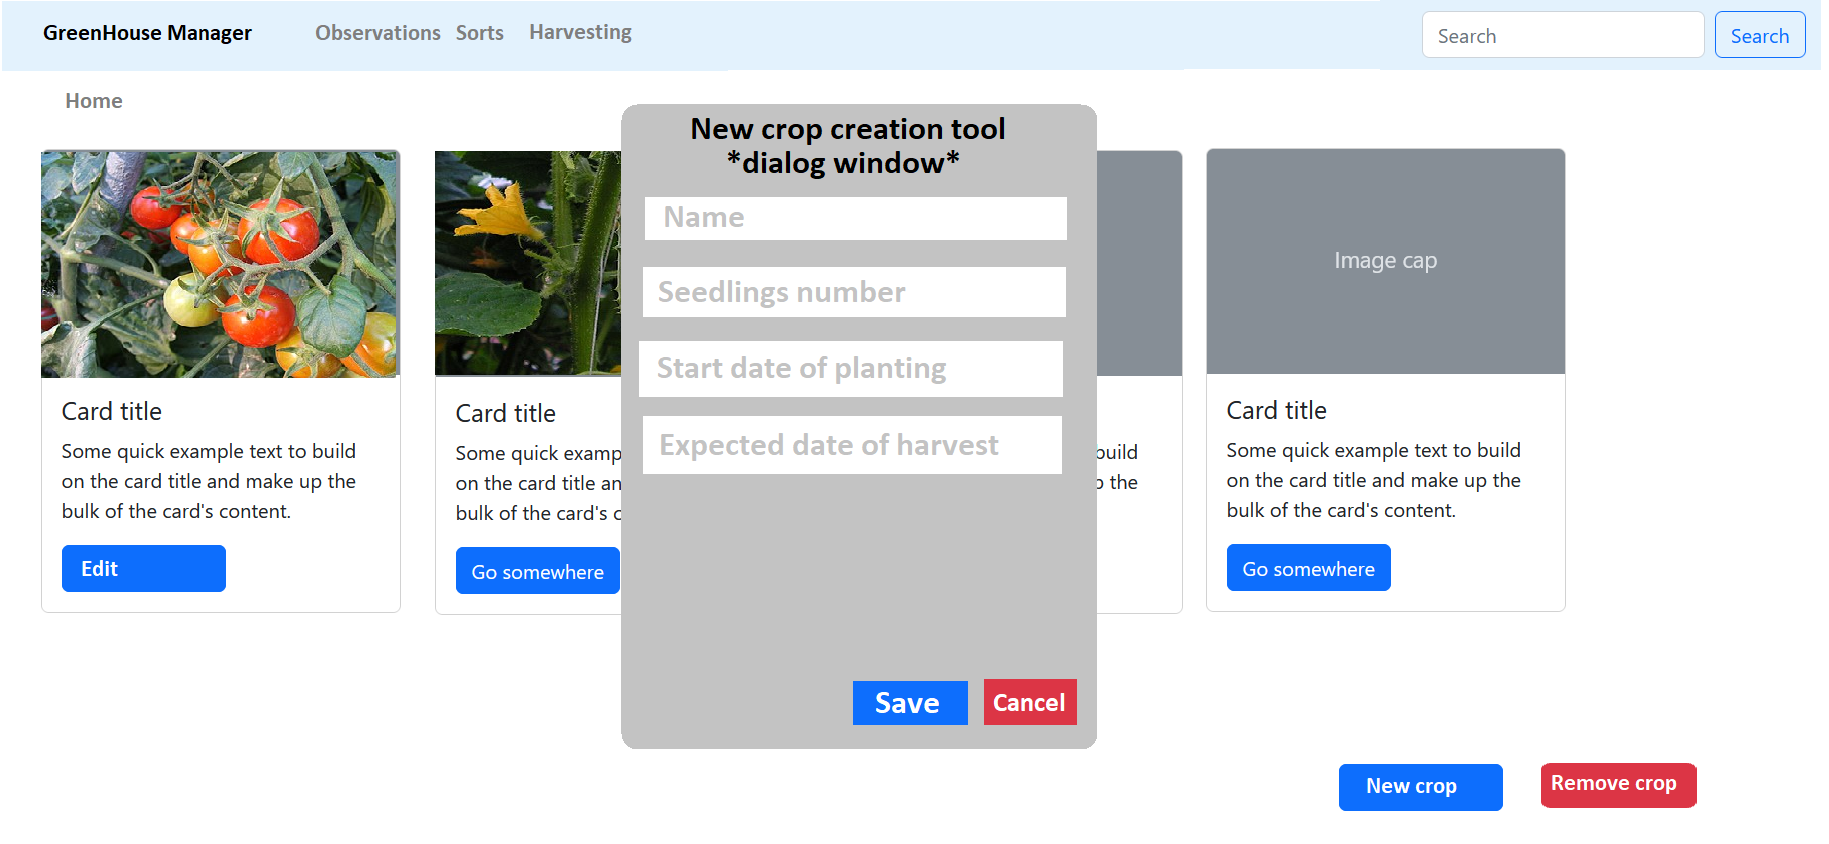 GreenHouse Manager Observations Sorts Harvesting Search Search
Home
New crop creation tool
*dialog window*
Name
Seedlings number
Start date of planting
Expected date of harvest
Save Cancel
Card title
Some quick example text to build
on the card title and make up the
bulk of the card's content.
Edit
Card title
Some quick examp
on the card title an
bulk of the card's c
Go somewhere
build
p the
Image cap
Card title
Some quick example text to build
on the card title and make up the
bulk of the card's content.
Go somewhere
New crop Remove crop